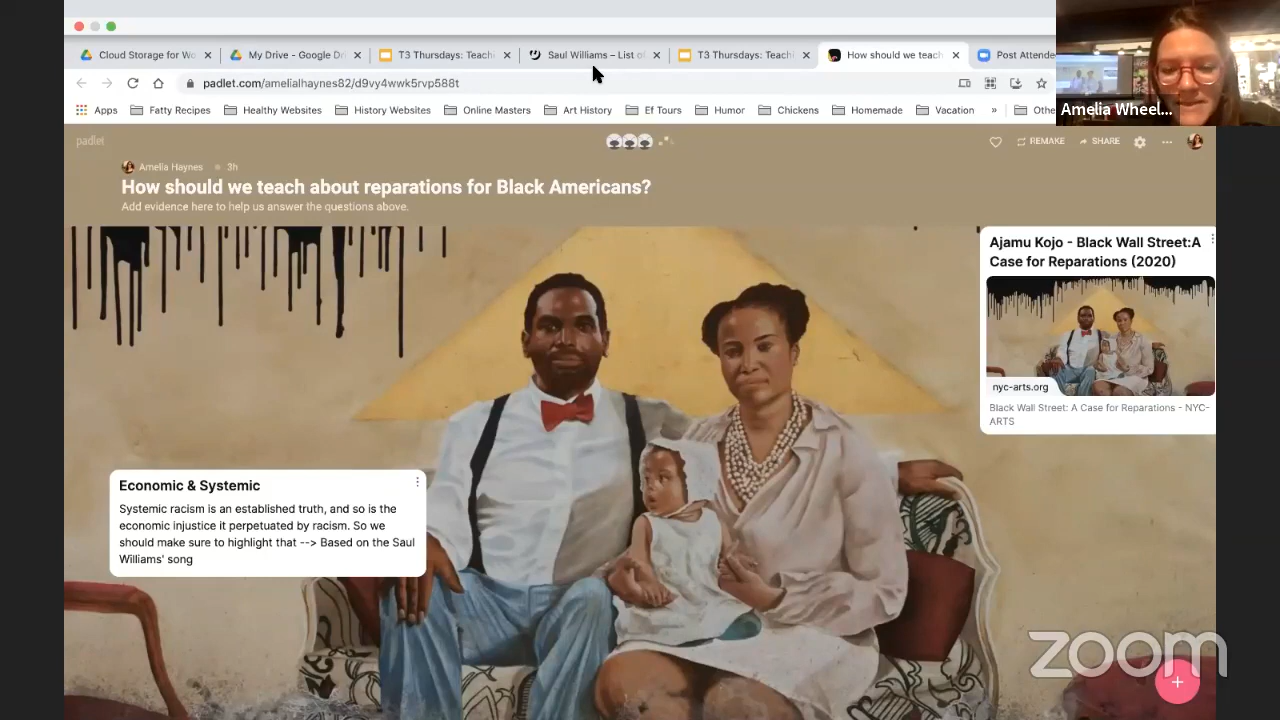 Cloud Storage for Wo
My Drive - Google Dri
T3 Thursdays: Teachi
Saul Williams – List of
T3 Thursdays: Teachi
How should we teach
Post Attende
padlet.com/amelialhaynes82/d9vy4wwk5rvp588t
Apps
Fatty Recipes
Healthy Websites
History Websites
Online Masters
Art History
Ef Tours
Humor
Chickens
Homemade
Vacation
»
Othe
Amelia Wheel...
padlet
REMAKE
SHARE
Amelia Haynes
3h
How should we teach about reparations for Black Americans?
Add evidence here to help us answer the questions above.
Ajamu Kojo - Black Wall Street:A
Case for Reparations (2020)
nyc-arts.org
Black Wall Street: A Case for Reparations - NYC-
ARTS
Economic & Systemic
Systemic racism is an established truth, and so is the
economic injustice it perpetuated by racism. So we
should make sure to highlight that --> Based on the Saul
Williams' song
zoom